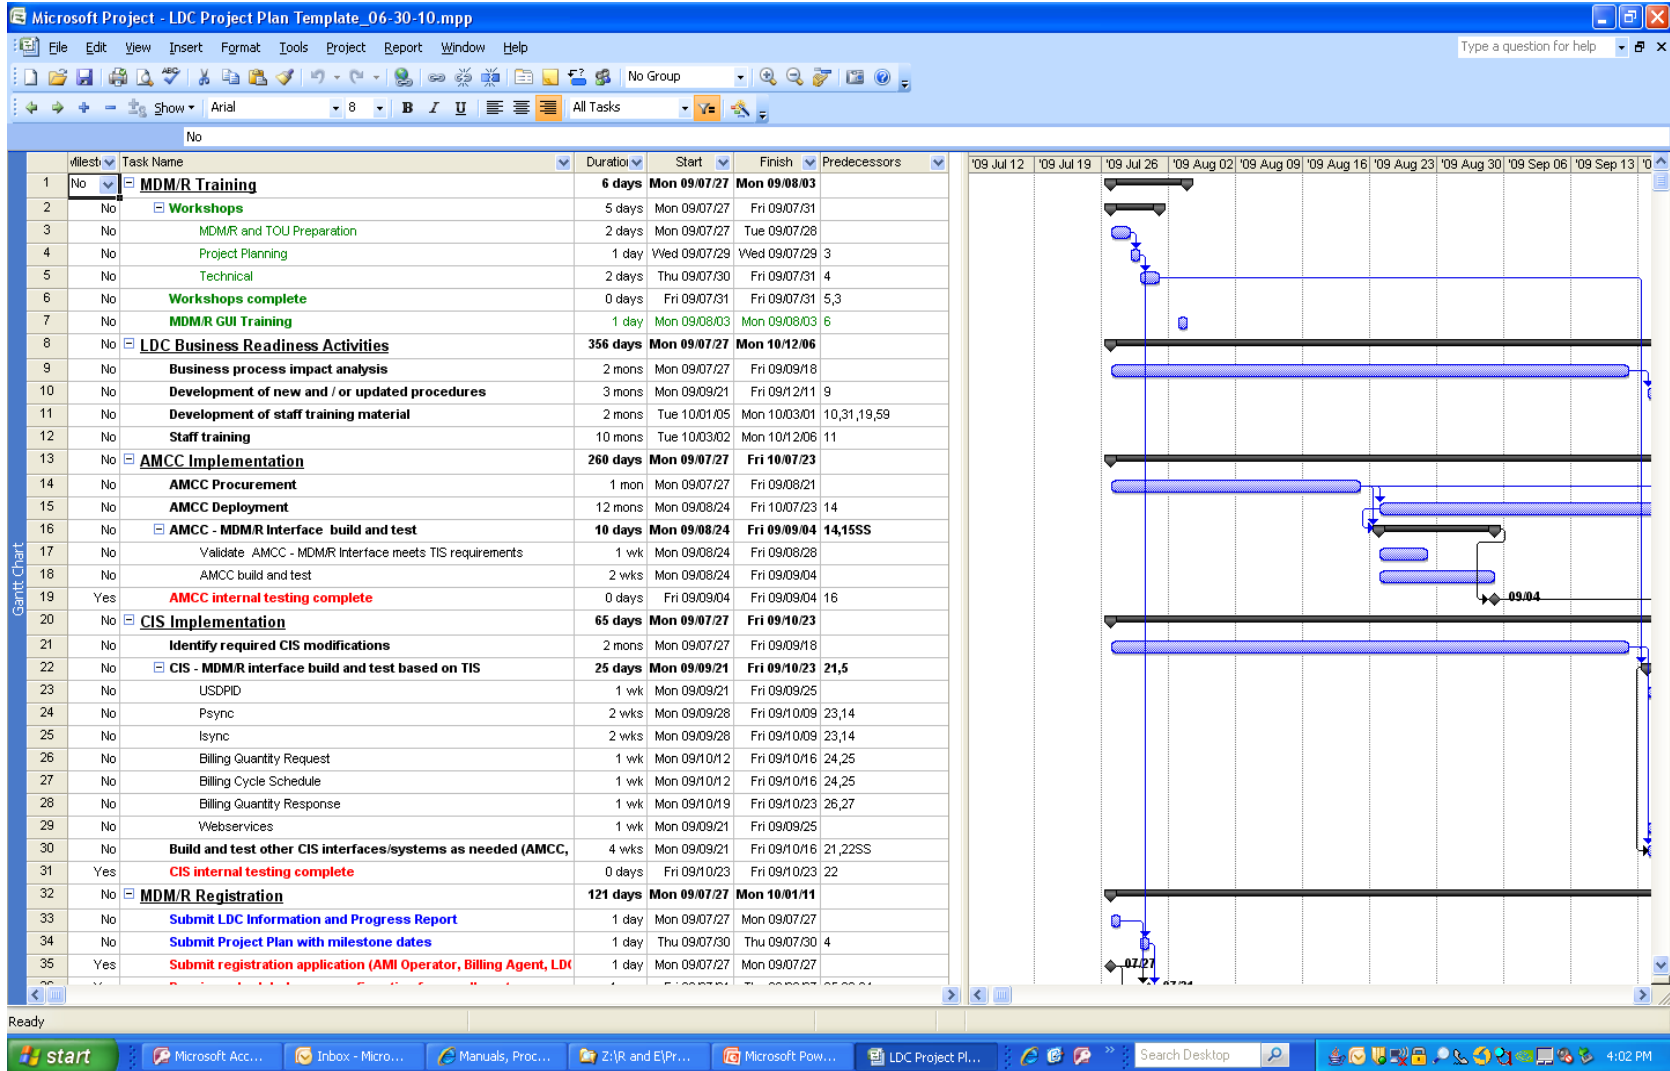 Microsoft Project - LDC Project Plan Template_06-30-10.mpp
File Edit View Insert Format Tools Project Report Window Help Type a question for help
No Group
Show Arial 8 B I U All Tasks
No
Milest Task Name Duration Start Finish Predecessors '09 Jul 12 '09 Jul 19 '09 Jul 26 '09 Aug 02 '09 Aug 09 '09 Aug 16 '09 Aug 23 '09 Aug 30 '09 Sep 06 '09 Sep 13
1 No MDM/R Training 6 days Mon 09/07/27 Mon 09/08/03
2 No Workshops 5 days Mon 09/07/27 Fri 09/07/31
3 No MDM/R and TOU Preparation 2 days Mon 09/07/27 Tue 09/07/28
4 No Project Planning 1 day Wed 09/07/29 Wed 09/07/29 3
5 No Technical 2 days Thu 09/07/30 Fri 09/07/31 4
6 No Workshops complete 0 days Fri 09/07/31 Fri 09/07/31 5,3
7 No MDM/R GUI Training 1 day Mon 09/08/03 Mon 09/08/03 6
8 No LDC Business Readiness Activities 356 days Mon 09/07/27 Mon 10/12/06
9 No Business process impact analysis 2 mons Mon 09/07/27 Fri 09/09/18
10 No Development of new and / or updated procedures 3 mons Mon 09/09/21 Fri 09/12/11 9
11 No Development of staff training material 2 mons Tue 10/01/05 Mon 10/03/01 10,31,19,59
12 No Staff training 10 mons Tue 10/03/02 Mon 10/12/06 11
13 No AMCC Implementation 260 days Mon 09/07/27 Fri 10/07/23
14 No AMCC Procurement 1 mon Mon 09/07/27 Fri 09/08/21
15 No AMCC Deployment 12 mons Mon 09/08/24 Fri 10/07/23 14
16 No AMCC - MDM/R Interface build and test 10 days Mon 09/08/24 Fri 09/09/04 14,15SS
17 No Validate AMCC - MDM/R Interface meets TIS requirements 1 wk Mon 09/08/24 Fri 09/08/28
18 No AMCC build and test 2 wks Mon 09/08/24 Fri 09/09/04
19 Yes AMCC internal testing complete 0 days Fri 09/09/04 Fri 09/09/04 16 09/04
20 No CIS Implementation 65 days Mon 09/07/27 Fri 09/10/23
21 No Identify required CIS modifications 2 mons Mon 09/07/27 Fri 09/09/18
22 No CIS - MDM/R interface build and test based on TIS 25 days Mon 09/09/21 Fri 09/10/23 21,5
23 No USDPID 1 wk Mon 09/09/21 Fri 09/09/25
24 No Psync 2 wks Mon 09/09/28 Fri 09/10/09 23,14
25 No Isync 2 wks Mon 09/09/28 Fri 09/10/09 23,14
26 No Billing Quantity Request 1 wk Mon 09/10/12 Fri 09/10/16 24,25
27 No Billing Cycle Schedule 1 wk Mon 09/10/12 Fri 09/10/16 24,25
28 No Billing Quantity Response 1 wk Mon 09/10/19 Fri 09/10/23 26,27
29 No Webservices 1 wk Mon 09/09/21 Fri 09/09/25
30 No Build and test other CIS interfaces/systems as needed (AMCC, 4 wks Mon 09/09/21 Fri 09/10/16 21,22SS
31 Yes CIS internal testing complete 0 days Fri 09/10/23 Fri 09/10/23 22
32 No MDM/R Registration 121 days Mon 09/07/27 Mon 10/01/11
33 No Submit LDC Information and Progress Report 1 day Mon 09/07/27 Mon 09/07/27
34 No Submit Project Plan with milestone dates 1 day Thu 09/07/30 Thu 09/07/30 4
35 Yes Submit registration application (AMI Operator, Billing Agent, LDC 1 day Mon 09/07/27 Mon 09/07/27 07/27
Gantt Chart
Ready
start Microsoft Acc... Inbox - Micro... Manuals, Proc... Z:\R and E\Pr... Microsoft Pow... LDC Project Pl... Search Desktop 4:02 PM